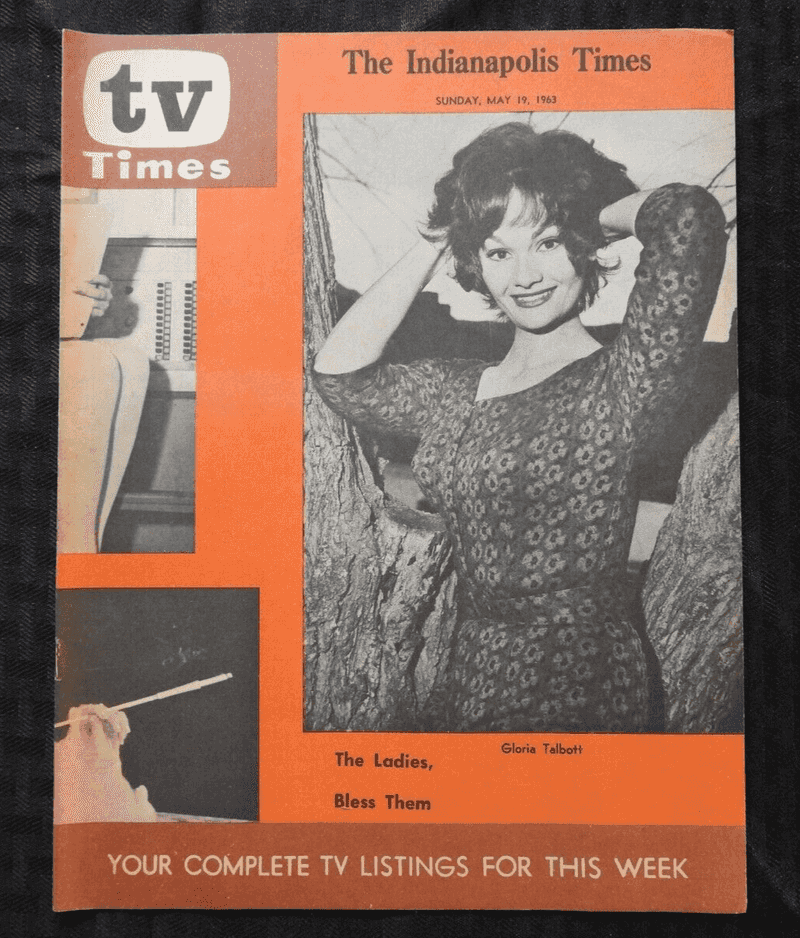 tv
Times
The Indianapolis Times
SUNDAY, MAY 19, 1963
Gloria Talbott
The Ladies,
Bless Them
YOUR COMPLETE TV LISTINGS FOR THIS WEEK